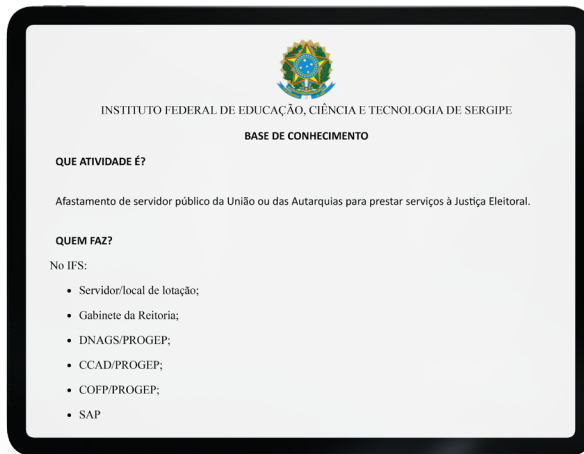 INSTITUTO FEDERAL DE EDUCAÇÃO, CIÊNCIA E TECNOLOGIA DE SERGIPE
BASE DE CONHECIMENTO
QUE ATIVIDADE É?
Afastamento de servidor público da União ou das Autarquias para prestar serviços à Justiça Eleitoral.
QUEM FAZ?
No IFS:
• Servidor/local de lotação;
• Gabinete da Reitoria;
• DNAGS/PROGEP;
• CCAD/PROGEP;
• COFP/PROGEP;
• SAP